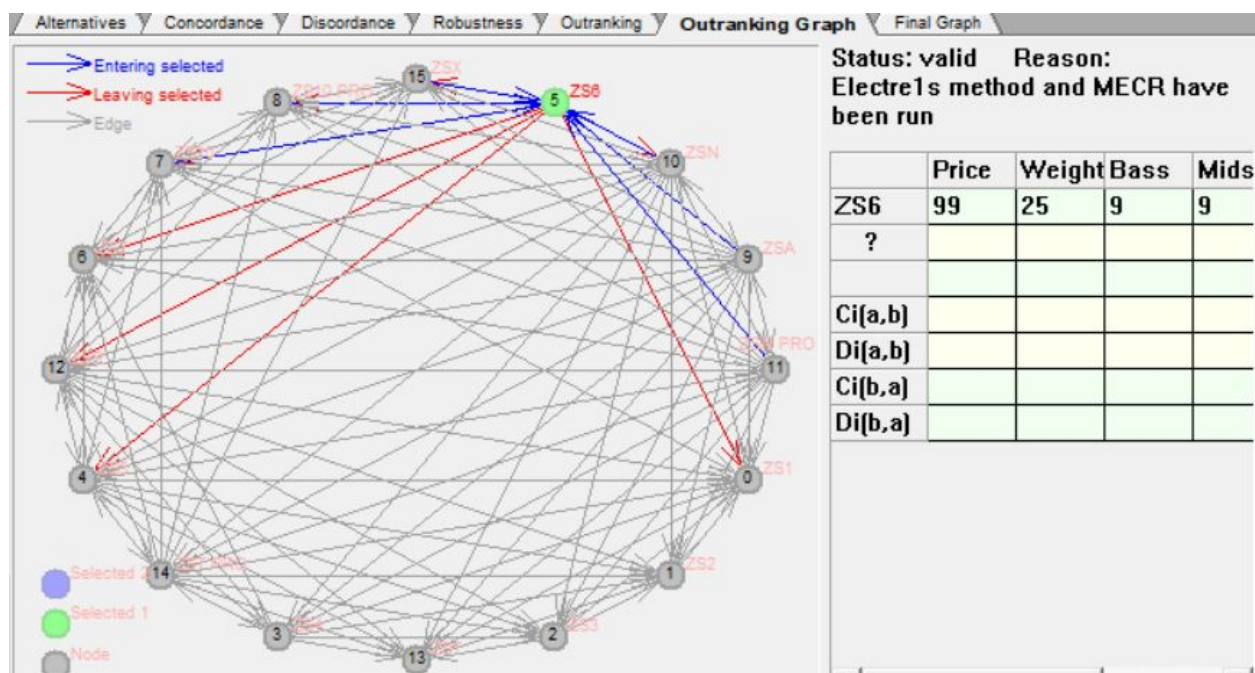 Alternatives Concordance Discordance Robustness Outranking Outranking Graph Final Graph
Entering selected
Leaving selected
Edge
15 ZSX
8 ZS10 PRO
5 ZS6
7
10 ZSN
6
9 ZSA
12
11 PRO
4
0 ZS1
14
1 ZS2
3
2 ZS3
13
Selected 2
Selected 1
Node
Status: valid Reason:
Electre1s method and MECR have
been run
Price Weight Bass Mids
ZS6 99 25 9 9
?
Ci(a,b)
Di(a,b)
Ci(b,a)
Di(b,a)